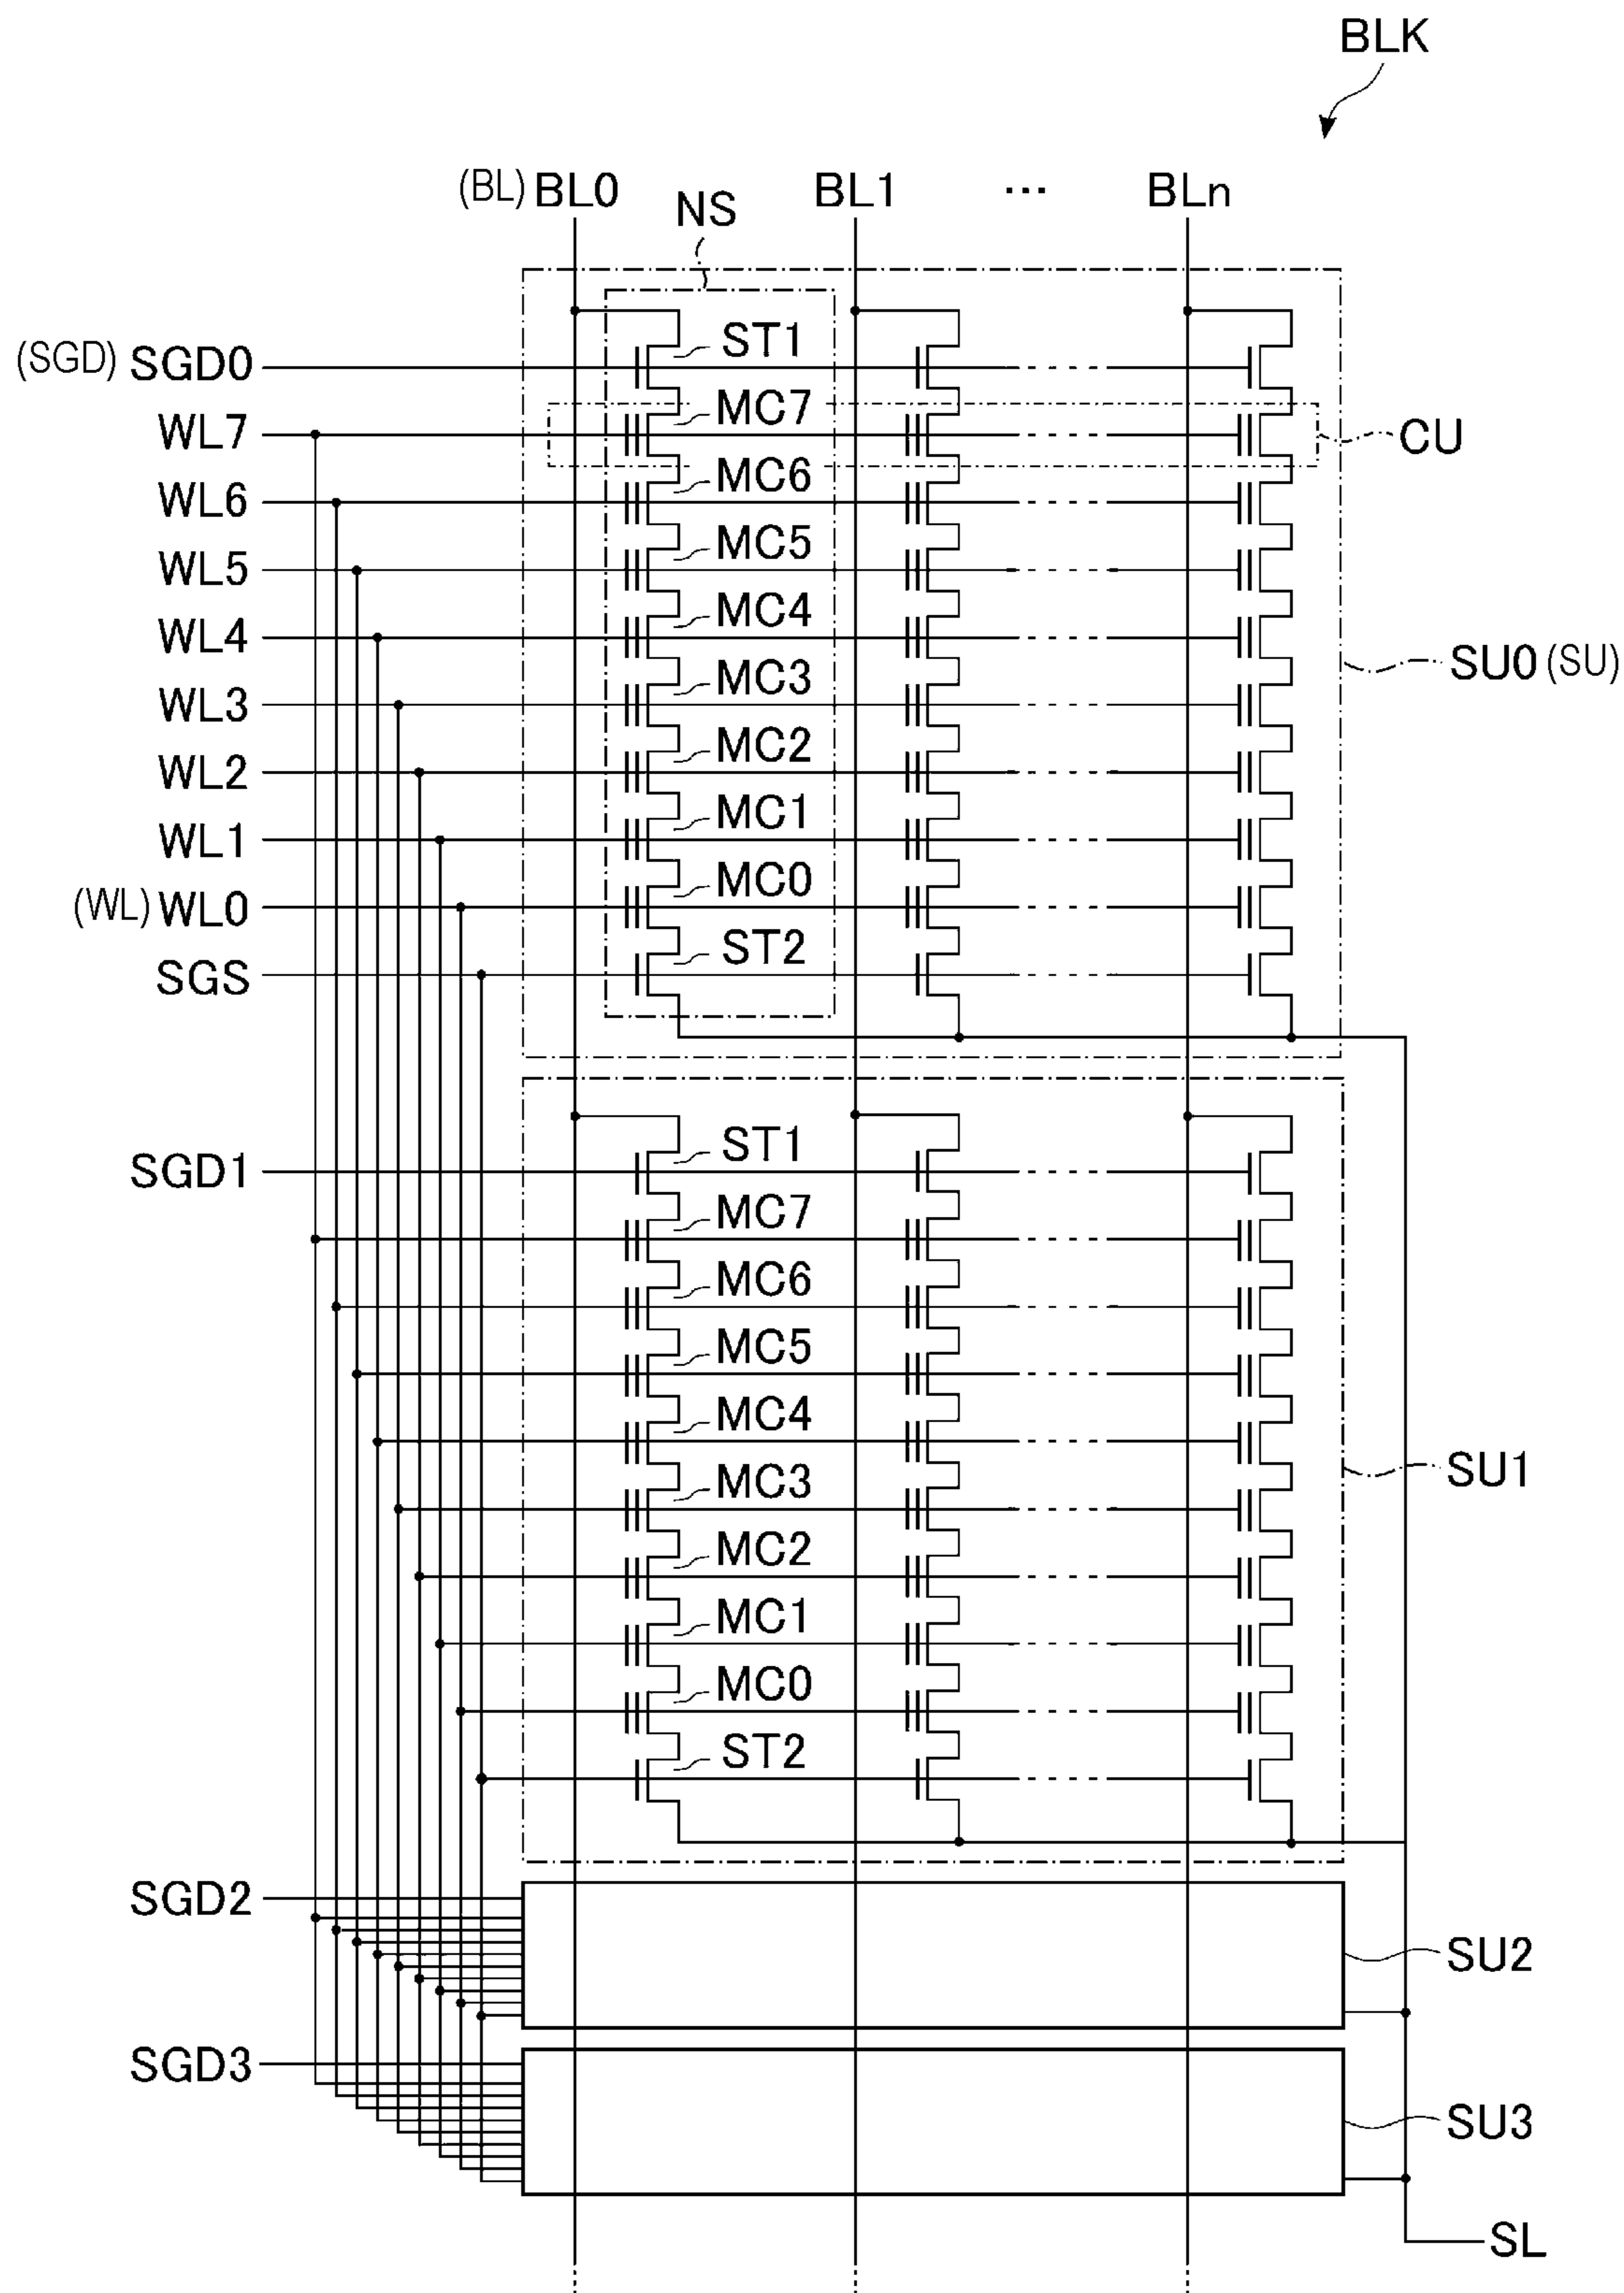 BLK
(BL) BL0 BL1 ... BLn
NS
(SGD) SGD0 ST1
WL7 MC7 CU
WL6 MC6
WL5 MC5
WL4 MC4
SU0 (SU)
WL3 MC3
WL2 MC2
WL1 MC1
(WL) WL0 MC0
SGS ST2
SGD1 ST1
MC7
MC6
MC5
MC4
SU1
MC3
MC2
MC1
MC0
ST2
SGD2
SU2
SGD3
SU3
SL